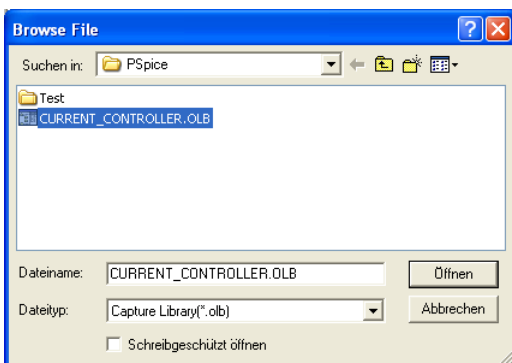 Browse File
Suchen in: PSpice
Test
CURRENT_CONTROLLER.OLB
Dateiname: CURRENT_CONTROLLER.OLB Öffnen
Dateityp: Capture Library(*.olb) Abbrechen
Schreibgeschützt öffnen